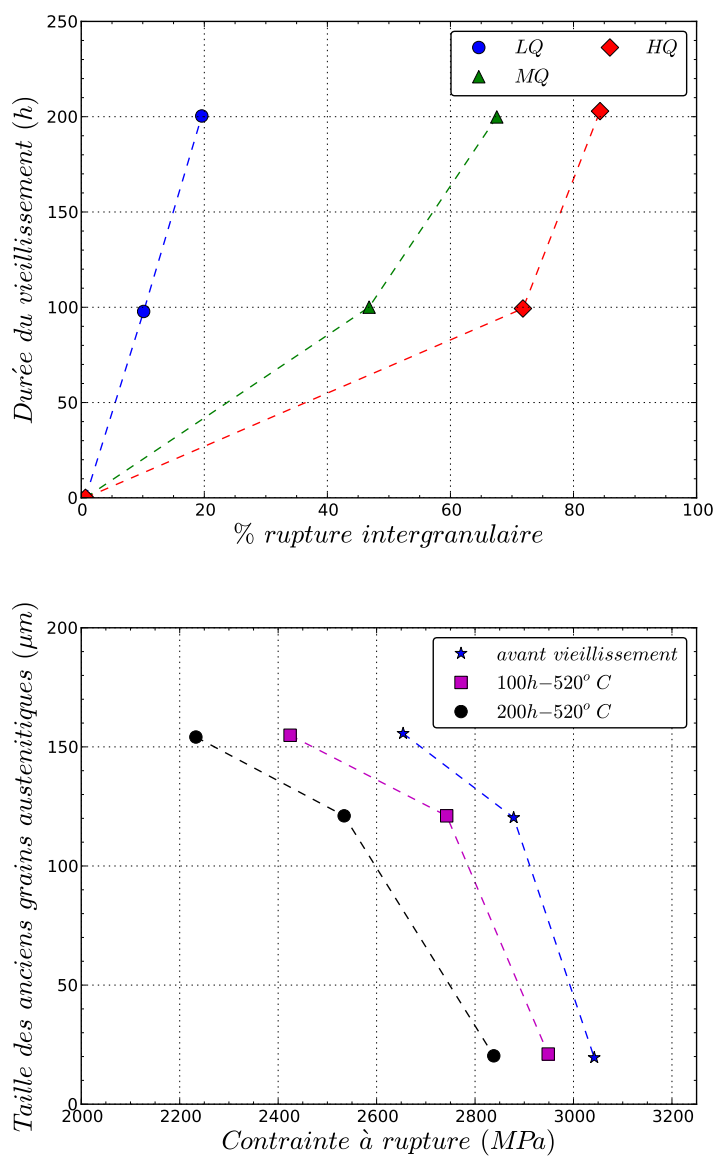 250
200
150
100
50
0
Durée du vieillissement (h)
LQ
HQ
MQ
0 20 40 60 80 100
% rupture intergranulaire
200
150
100
50
0
Taille des anciens grains austenitiques (μm)
avant vieillissement
100h−520° C
200h−520° C
2000 2200 2400 2600 2800 3000 3200
Contrainte à rupture (MPa)